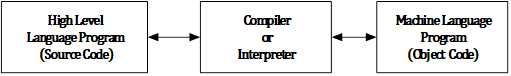 High Level
Language Program
(Source Code)
Compiler
or
Interpreter
Machine Language
Program
(Object Code)